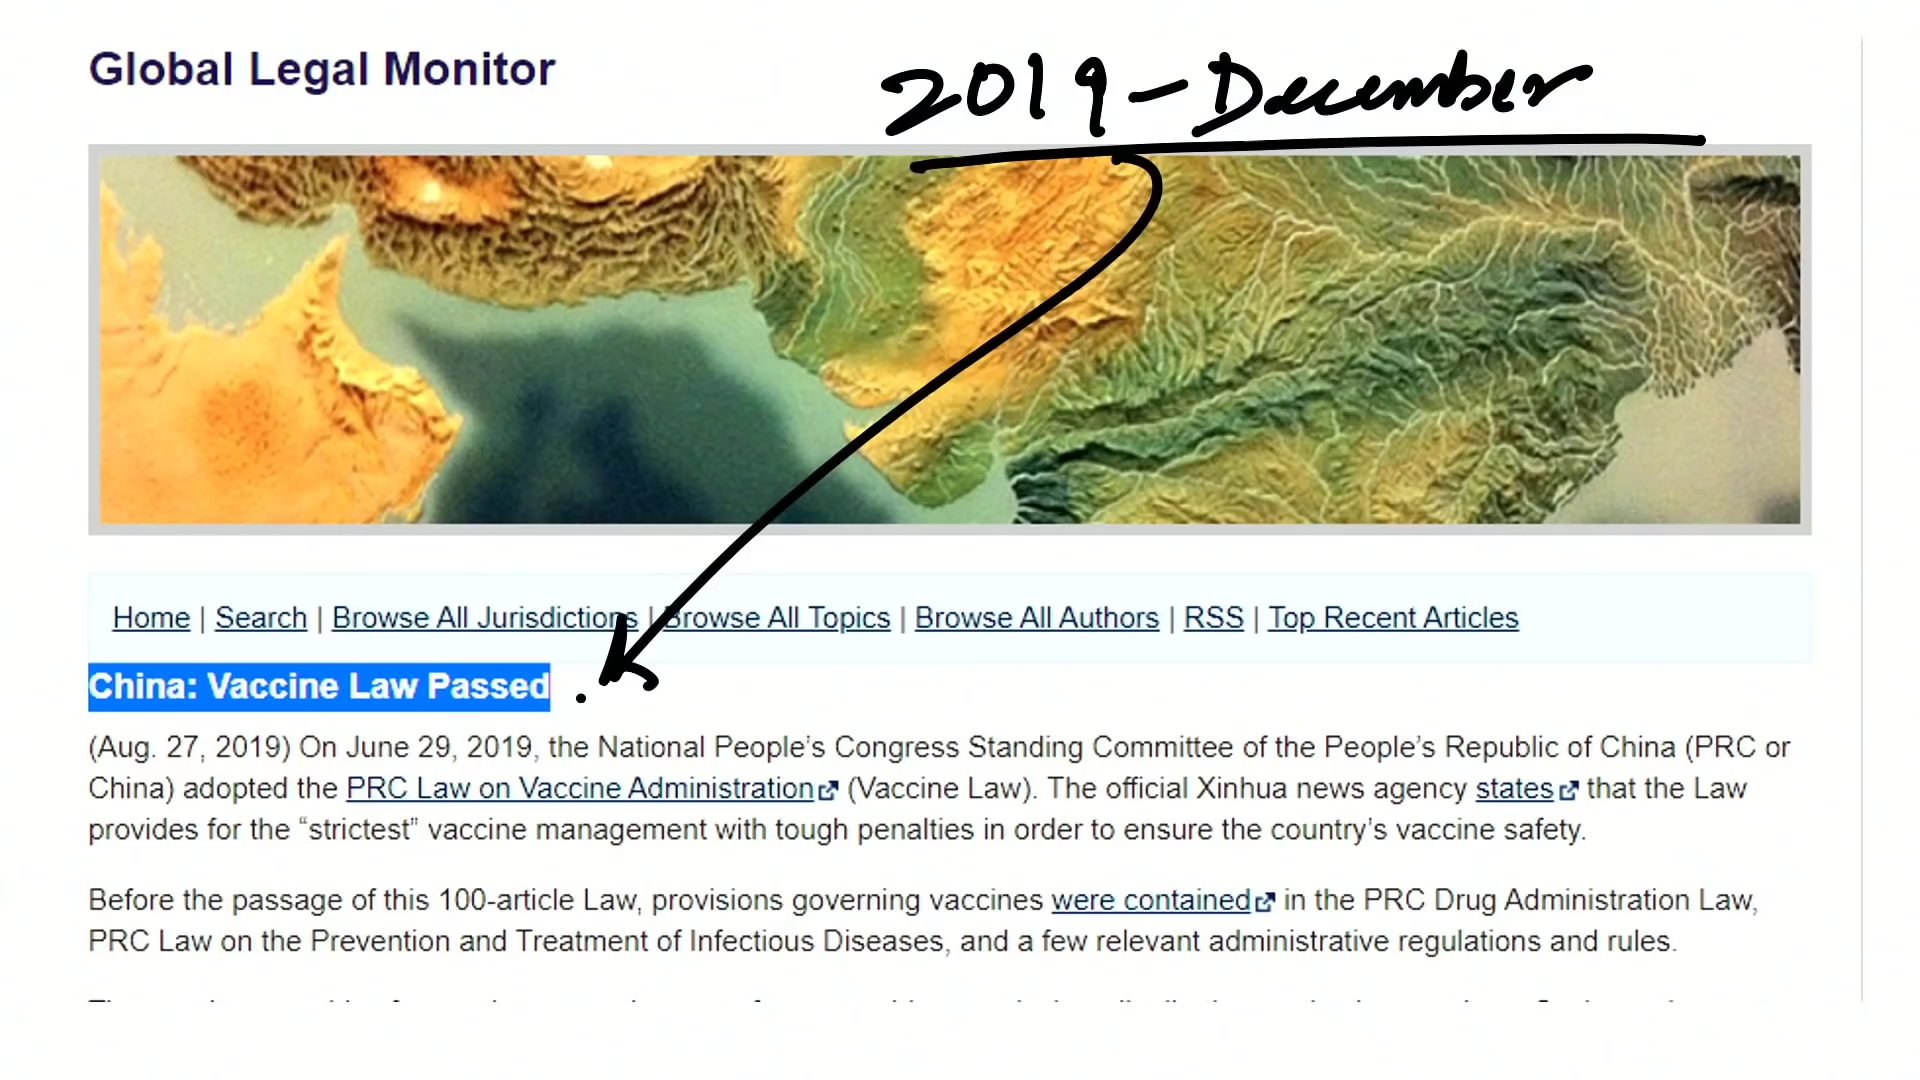 Global Legal Monitor
2019-December
Home | Search | Browse All Jurisdictions | Browse All Topics | Browse All Authors | RSS | Top Recent Articles
China: Vaccine Law Passed
(Aug. 27, 2019) On June 29, 2019, the National People’s Congress Standing Committee of the People’s Republic of China (PRC or
China) adopted the PRC Law on Vaccine Administration (Vaccine Law). The official Xinhua news agency states that the Law
provides for the “strictest” vaccine management with tough penalties in order to ensure the country’s vaccine safety.
Before the passage of this 100-article Law, provisions governing vaccines were contained in the PRC Drug Administration Law,
PRC Law on the Prevention and Treatment of Infectious Diseases, and a few relevant administrative regulations and rules.